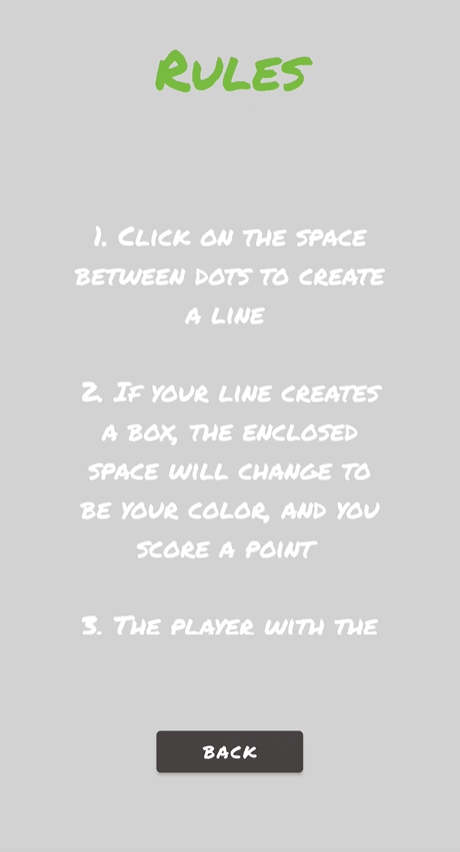 Rules
1. Click on the space
between dots to create
a line
2. If your line creates
a box, the enclosed
space will change to
be your color, and you
score a point
3. The player with the
BACK